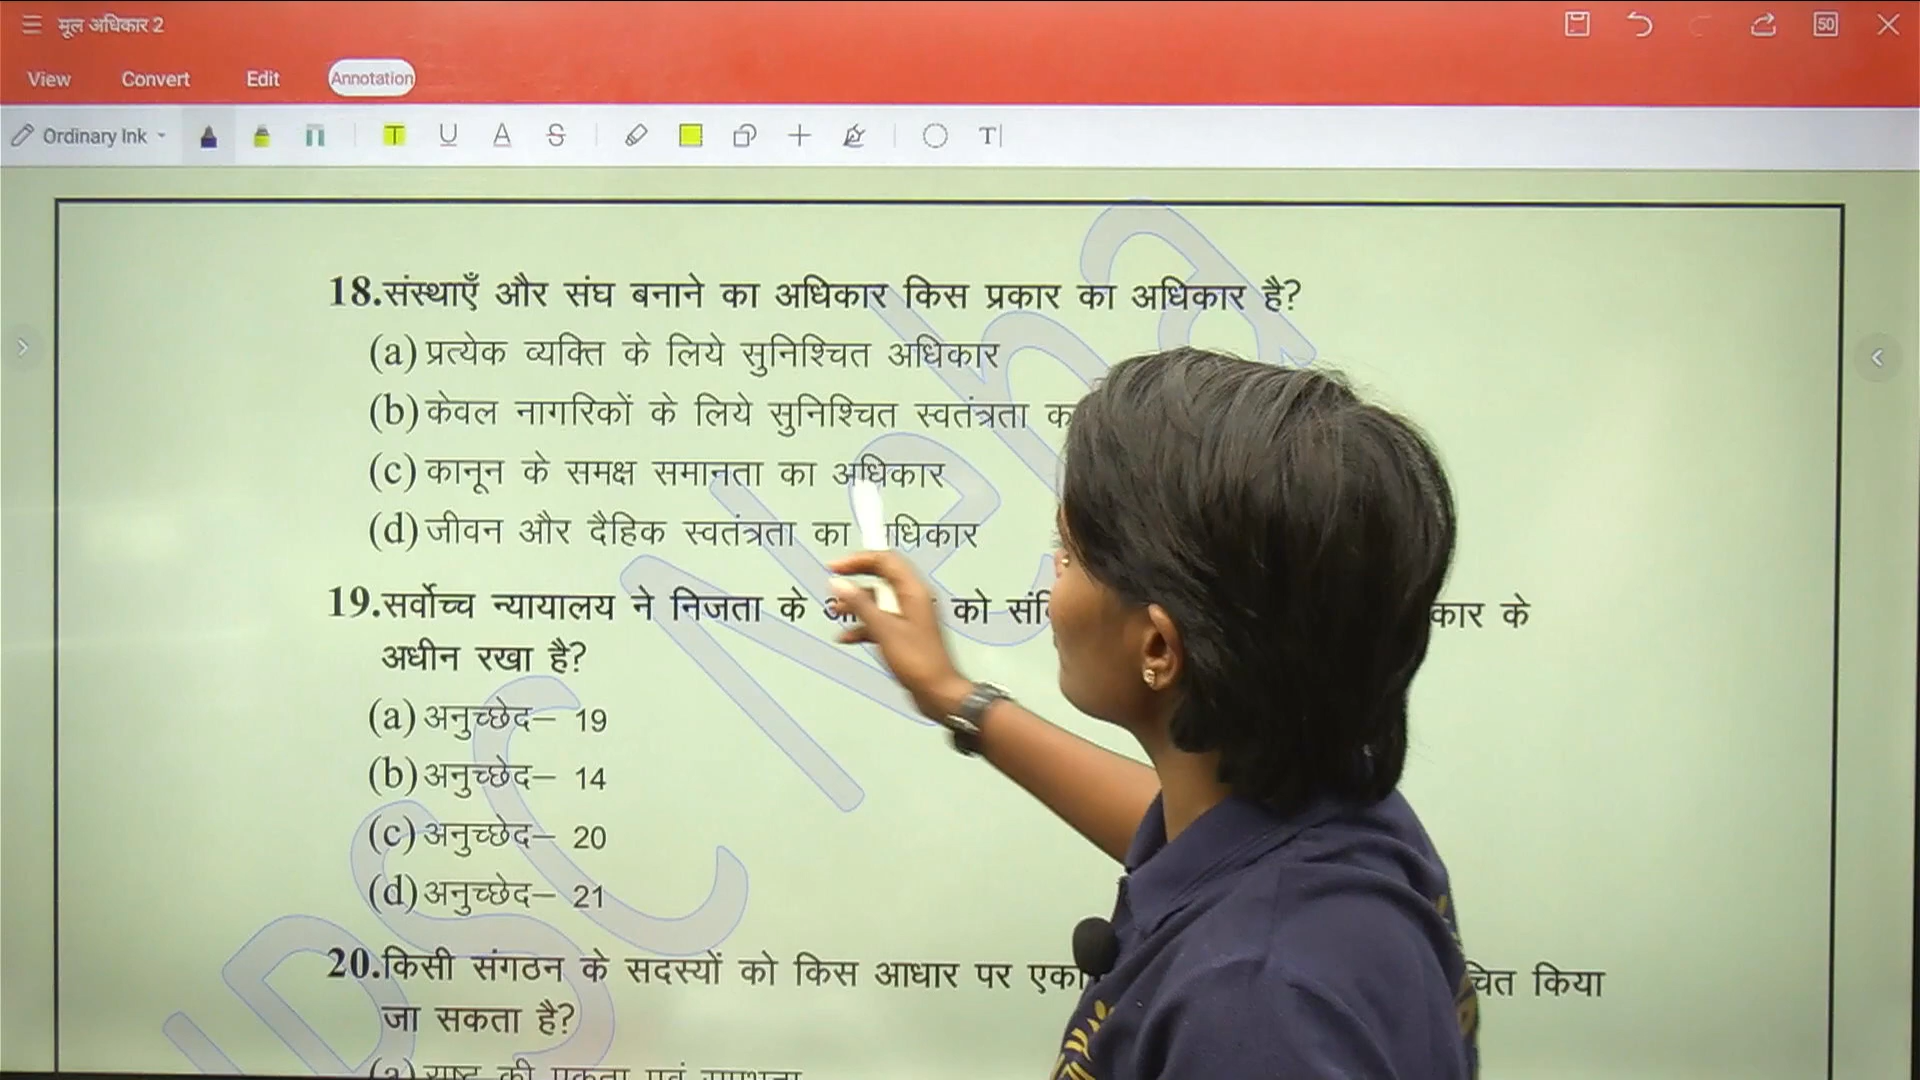 मूल अधिकार 2
50
View Convert Edit Annotation
Ordinary Ink T U A S T|
18.संस्थाएँ और संघ बनाने का अधिकार किस प्रकार का अधिकार है?
(a) प्रत्येक व्यक्ति के लिये सुनिश्चित अधिकार
(b) केवल नागरिकों के लिये सुनिश्चित स्वतंत्रता
(c) कानून के समक्ष समानता का अधिकार
(d) जीवन और दैहिक स्वतंत्रता का
19.सर्वोच्च न्यायालय ने निजता के को के
अधीन रखा है?
(a) अनुच्छेद– 19
(b) अनुच्छेद– 14
(c) अनुच्छेद– 20
(d) अनुच्छेद– 21
20.किसी संगठन के सदस्यों को किस आधार पर किया
जा सकता है?